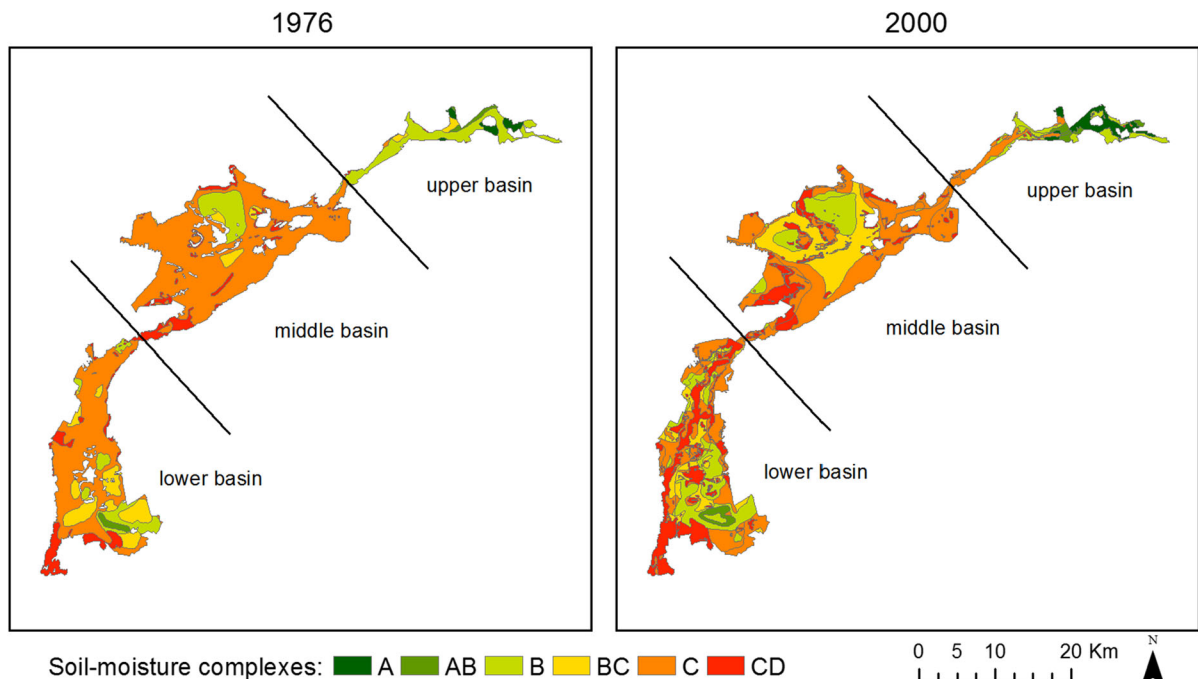 1976 2000
upper basin upper basin
middle basin middle basin
lower basin lower basin
Soil-moisture complexes: A AB B BC C CD 0 5 10 20 Km N